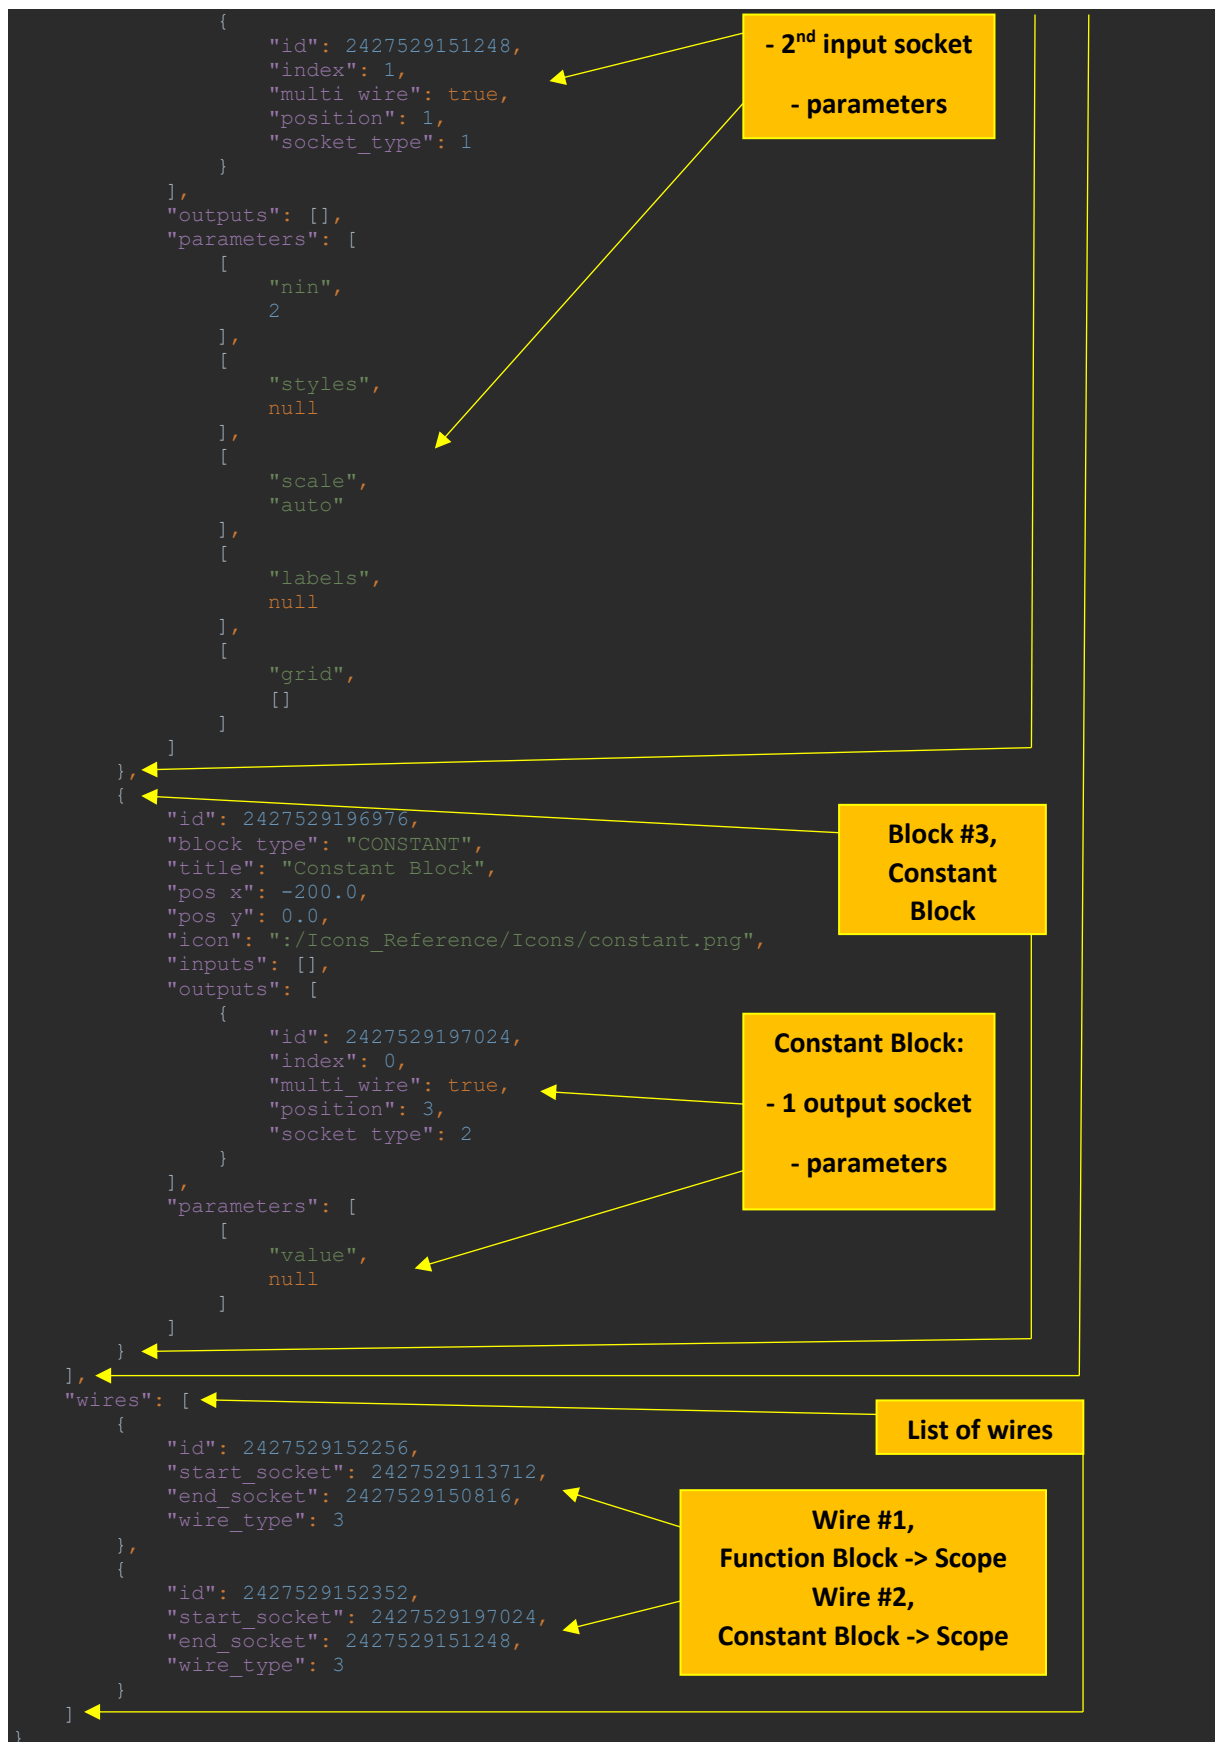 {
"id": 2427529151248,
"index": 1,
"multi wire": true,
"position": 1,
"socket_type": 1
}
],
"outputs": [],
"parameters": [
[
"nin",
2
],
[
"styles",
null
],
[
"scale",
"auto"
],
[
"labels",
null
],
[
"grid",
[]
]
]
},
{
"id": 2427529196976,
"block type": "CONSTANT",
"title": "Constant Block",
"pos x": -200.0,
"pos y": 0.0,
"icon": ":/Icons_Reference/Icons/constant.png",
"inputs": [],
"outputs": [
{
"id": 2427529197024,
"index": 0,
"multi_wire": true,
"position": 3,
"socket type": 2
}
],
"parameters": [
[
"value",
null
]
]
}
],
"wires": [
{
"id": 2427529152256,
"start_socket": 2427529113712,
"end_socket": 2427529150816,
"wire_type": 3
},
{
"id": 2427529152352,
"start_socket": 2427529197024,
"end_socket": 2427529151248,
"wire_type": 3
}
]
}
- 2nd input socket
- parameters
Block #3,
Constant
Block
Constant Block:
- 1 output socket
- parameters
List of wires
Wire #1,
Function Block -> Scope
Wire #2,
Constant Block -> Scope